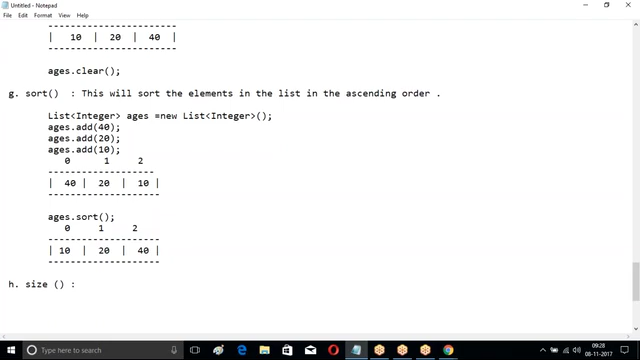 Untitled - Notepad
File Edit Format View Help
---------------------
| 10 | 20 | 40 |
---------------------
ages.clear();
g. sort() : This will sort the elements in the list in the ascending order .
List<Integer> ages =new List<Integer>();
ages.add(40);
ages.add(20);
ages.add(10);
0 1 2
--------------------
| 40 | 20 | 10 |
---------------------
ages.sort();
0 1 2
---------------------
| 10 | 20 | 40 |
---------------------
h. size () :
Type here to search
09:28
08-11-2017